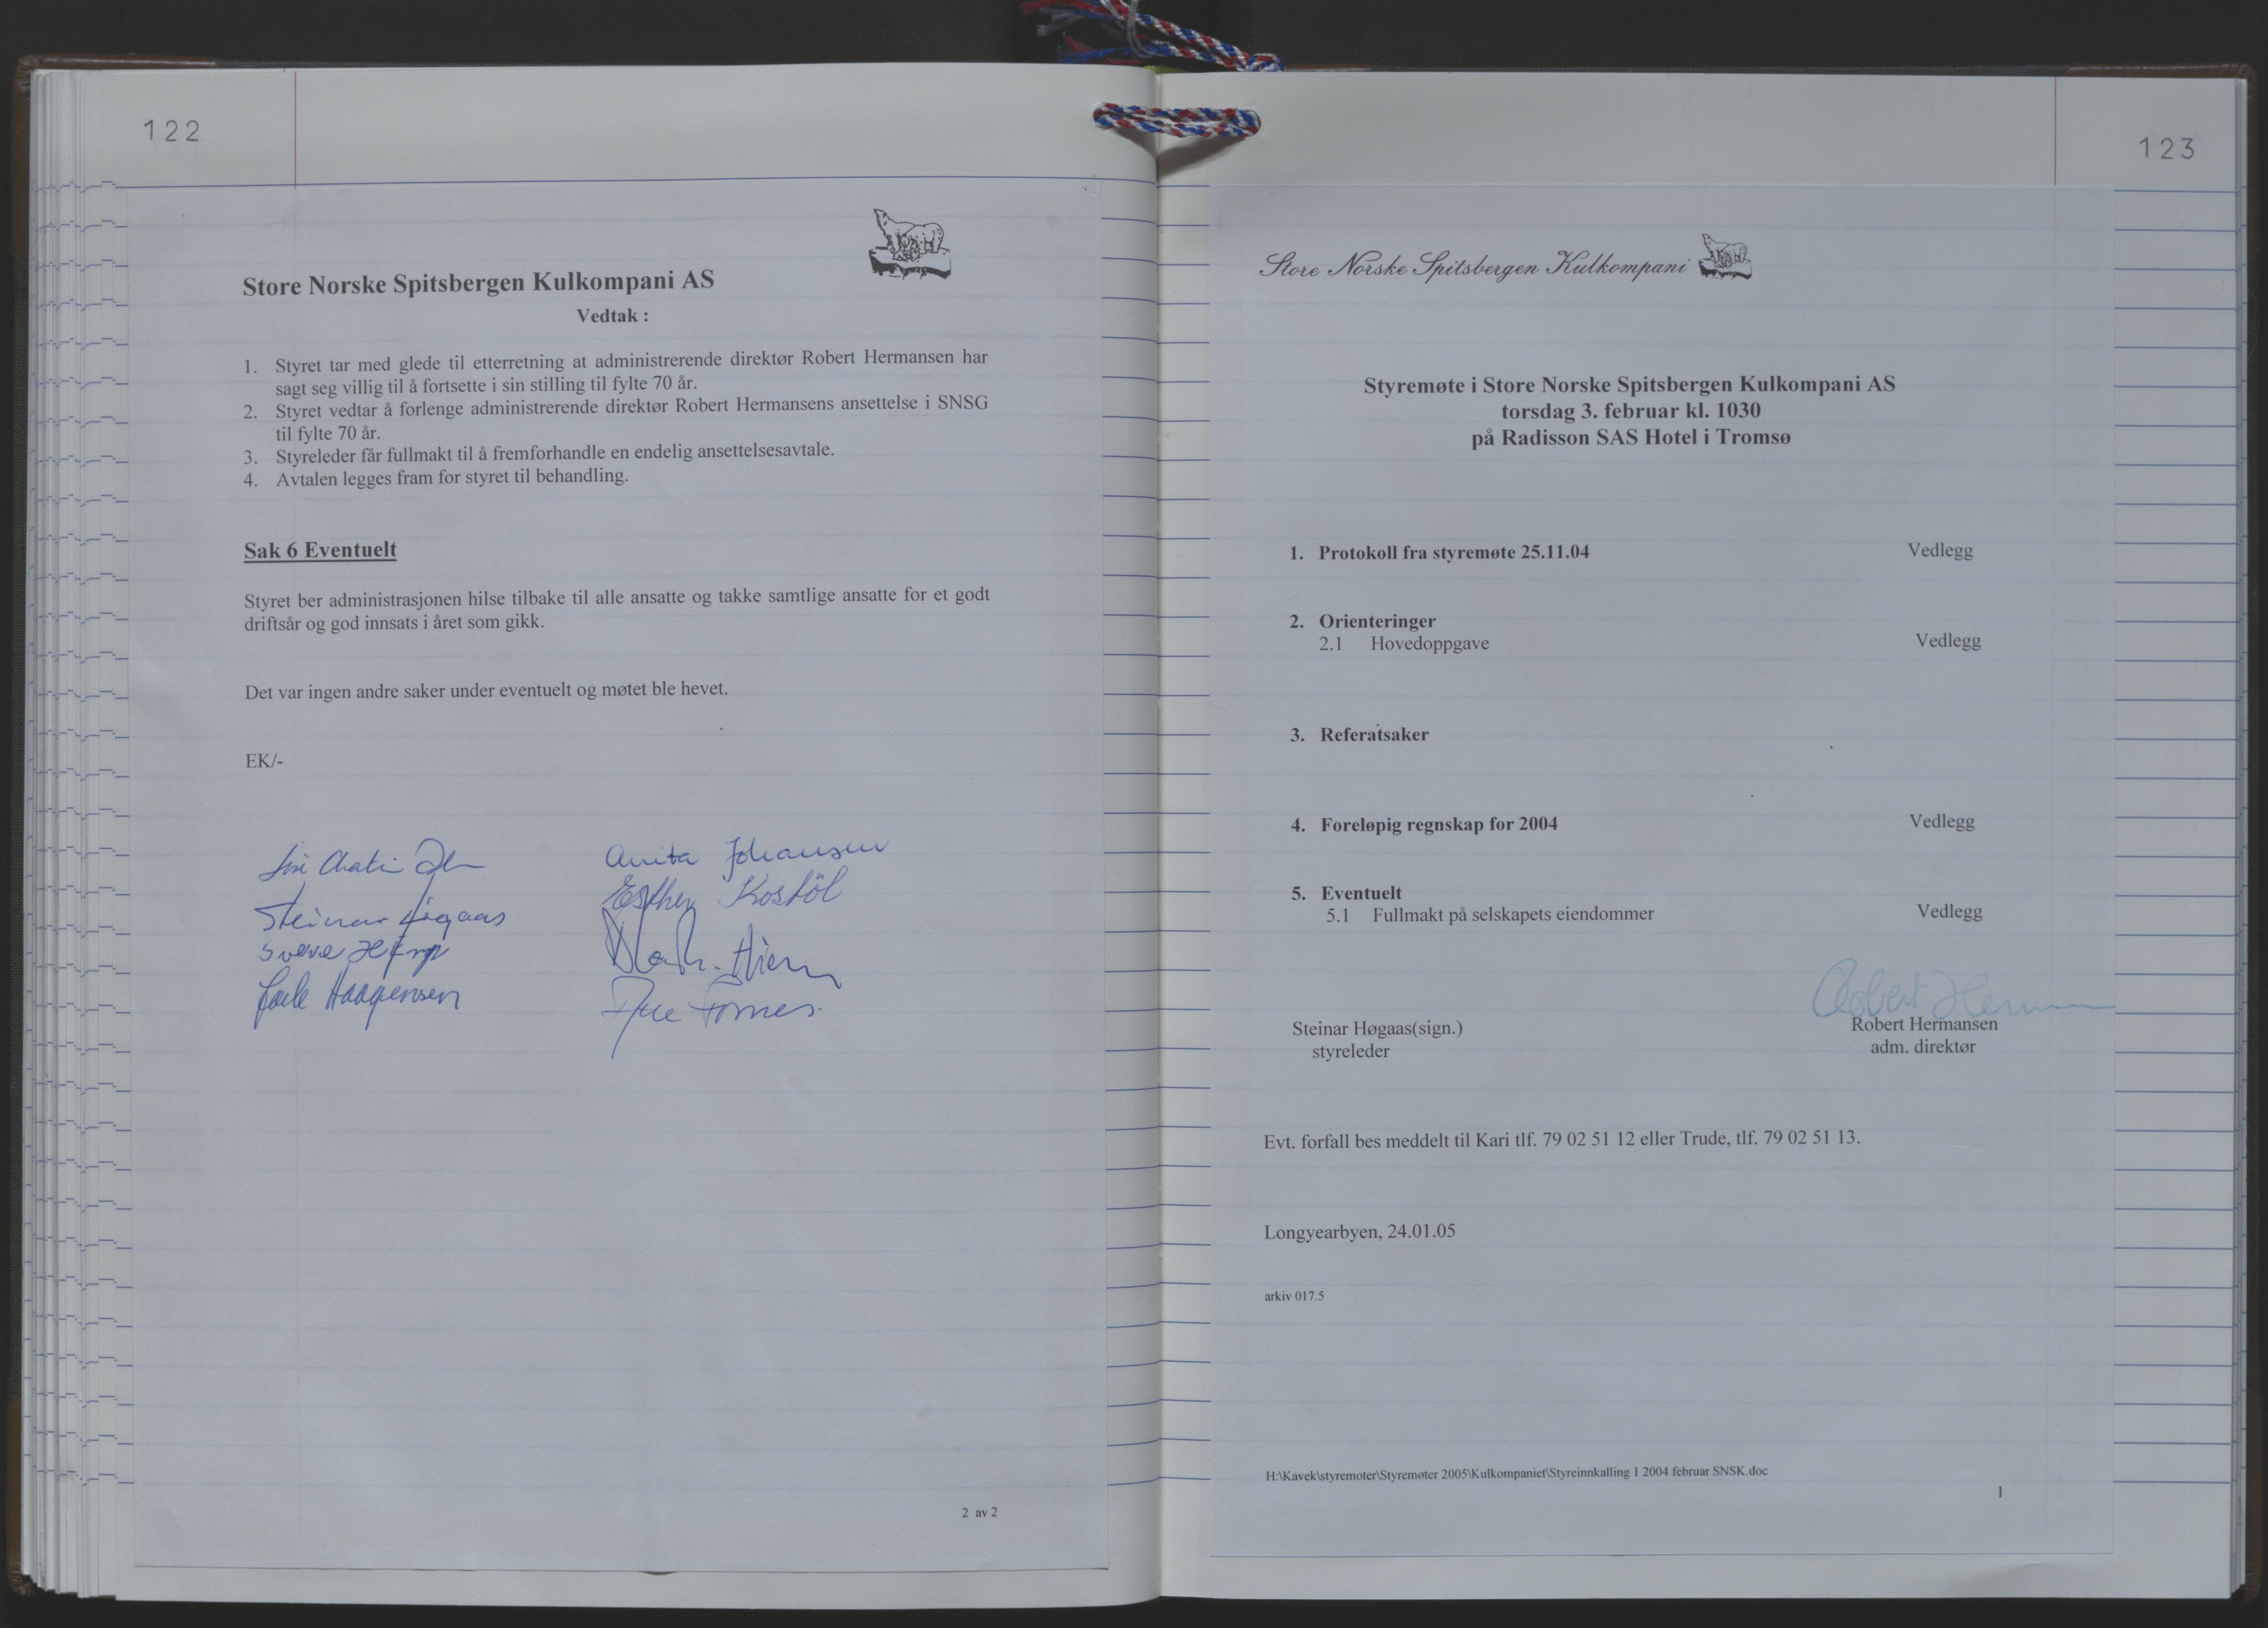 122
Store Norske Spitsbergen Kulkompani AS
Vedtak :
1. Styret tar med glede til etterretning at administrerende direktør Robert Hermansen har
sagt seg villig til å fortsette i sin stilling til fylte 70 år.
2. Styret vedtar å forlenge administrerende direktør Robert Hermansens ansettelse i SNSG
til fylte 70 år.
3. Styreleder får fullmakt til å fremforhandle en endelig ansettelsesavtale.
4. Avtalen legges fram for styret til behandling.
Sak 6 Eventuelt
Styret ber administrasjonen hilse tilbake til alle ansatte og takke samtlige ansatte for et godt
driftsår og god innsats i året som gikk.
Det var ingen andre saker under eventuelt og møtet ble hevet.
EK/-
Anita Johansen
Steinar Høgaas
Esther Kostöl
Haagensen
2 av 2
123
Store Norske Spitsbergen Kulkompani
Styremøte i Store Norske Spitsbergen Kulkompani AS
torsdag 3. februar kl. 1030
på Radisson SAS Hotel i Tromsø
1. Protokoll fra styremøte 25.11.04 Vedlegg
2. Orienteringer
2.1 Hovedoppgave Vedlegg
3. Referatsaker
4. Foreløpig regnskap for 2004 Vedlegg
5. Eventuelt
5.1 Fullmakt på selskapets eiendommer Vedlegg
Robert Herm
Steinar Høgaas(sign.) Robert Hermansen
styreleder adm. direktør
Evt. forfall bes meddelt til Kari tlf. 79 02 51 12 eller Trude, tlf. 79 02 51 13.
Longyearbyen, 24.01.05
arkiv 017.5
H:\Kavek\styremoter\Styremøter 2005\Kulkompaniet\Styreinnkalling 1 2004 februar SNSK.doc
1